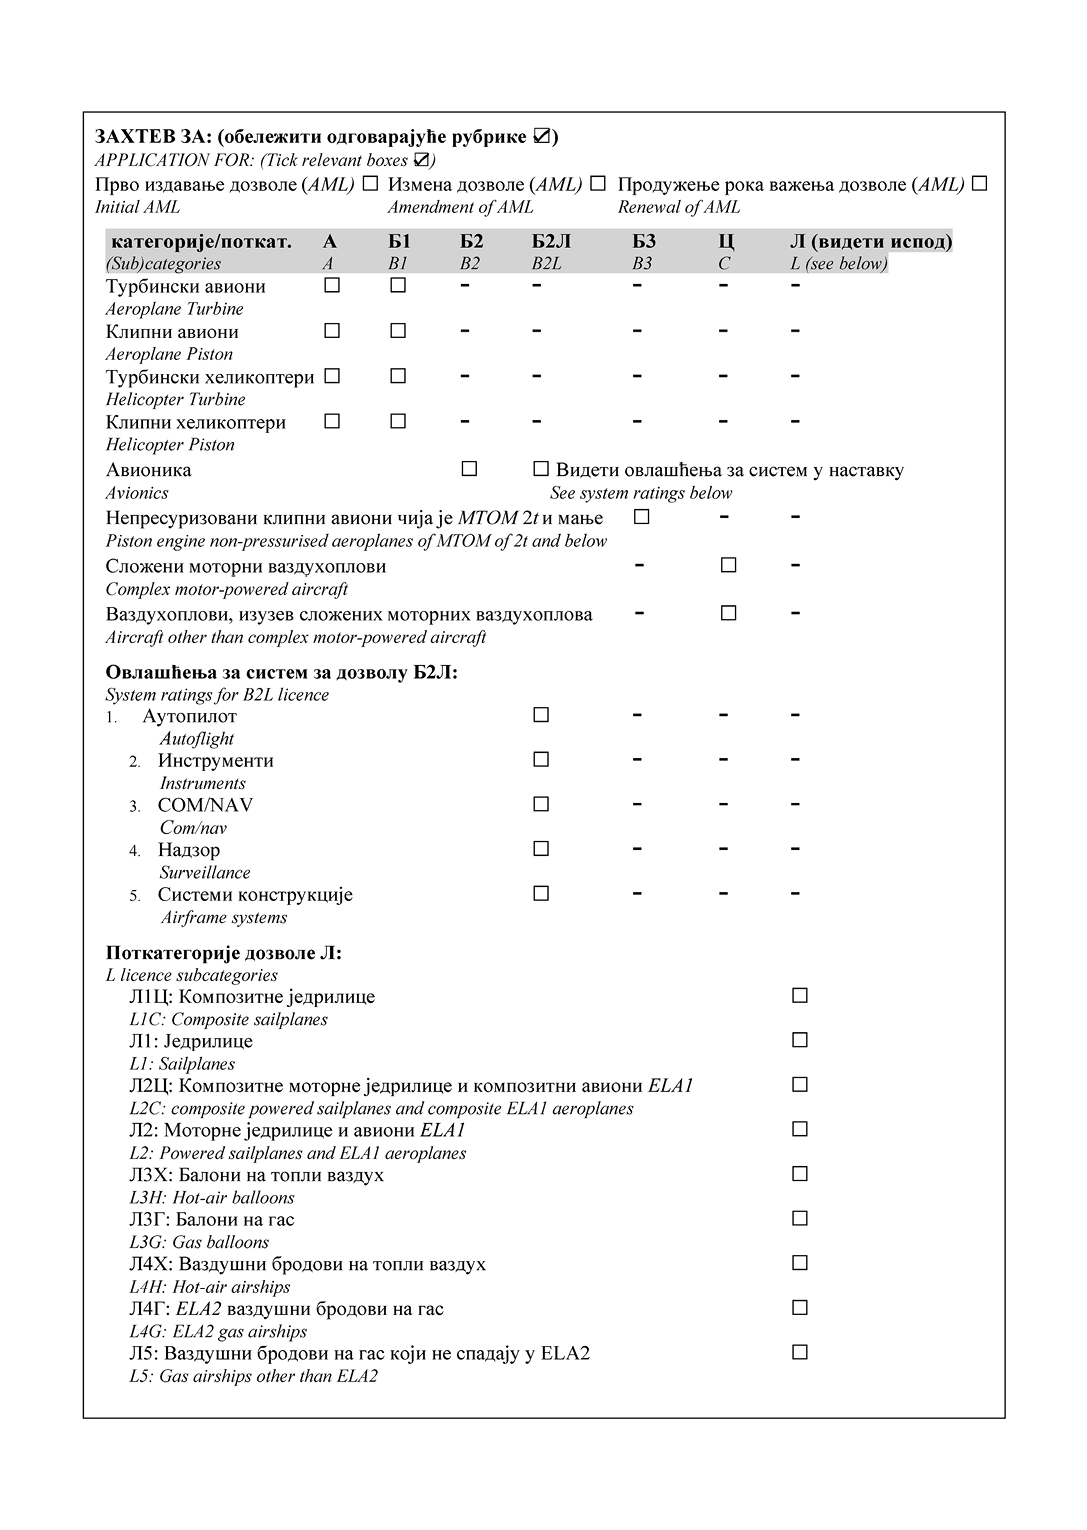 ЗАХТЕВ ЗА: (обележити одговарајуће рубрике ☑)
APPLICATION FOR: (Tick relevant boxes ☑)
Прво издавање дозволе (AML) ☐ Измена дозволе (AML) ☐ Продужење рока важења дозволе (AML) ☐
Initial AML Amendment of AML Renewal of AML
категорије/поткат. А Б1 Б2 Б2Л Б3 Ц Л (видети испод)
(Sub)categories A B1 B2 B2L B3 C L (see below)
Турбински авиони ☐ ☐ - - - - -
Aeroplane Turbine
Клипни авиони ☐ ☐ - - - - -
Aeroplane Piston
Турбински хеликоптери ☐ ☐ - - - - -
Helicopter Turbine
Клипни хеликоптери ☐ ☐ - - - - -
Helicopter Piston
Авионика ☐ ☐ Видети овлашћења за систем у наставку
Avionics See system ratings below
Непресуризовани клипни авиони чија је MTOM 2t и мање ☐ - -
Piston engine non-pressurised aeroplanes of MTOM of 2t and below
Сложени моторни ваздухоплови - ☐ -
Complex motor-powered aircraft
Ваздухоплови, изузев сложених моторних ваздухоплова - ☐ -
Aircraft other than complex motor-powered aircraft
Овлашћења за систем за дозволу Б2Л:
System ratings for B2L licence
1. Аутопилот ☐ - - -
Autoflight
2. Инструменти ☐ - - -
Instruments
3. COM/NAV ☐ - - -
Com/nav
4. Надзор ☐ - - -
Surveillance
5. Системи конструкције ☐ - - -
Airframe systems
Поткатегорије дозволе Л:
L licence subcategories
Л1Ц: Композитне једрилице ☐
L1C: Composite sailplanes
Л1: Једрилице ☐
L1: Sailplanes
Л2Ц: Композитне моторне једрилице и композитни авиони ELA1 ☐
L2C: composite powered sailplanes and composite ELA1 aeroplanes
Л2: Моторне једрилице и авиони ELA1 ☐
L2: Powered sailplanes and ELA1 aeroplanes
Л3Х: Балони на топли ваздух ☐
L3H: Hot-air balloons
Л3Г: Балони на гас ☐
L3G: Gas balloons
Л4Х: Ваздушни бродови на топли ваздух ☐
L4H: Hot-air airships
Л4Г: ELA2 ваздушни бродови на гас ☐
L4G: ELA2 gas airships
Л5: Ваздушни бродови на гас који не спадају у ELA2 ☐
L5: Gas airships other than ELA2